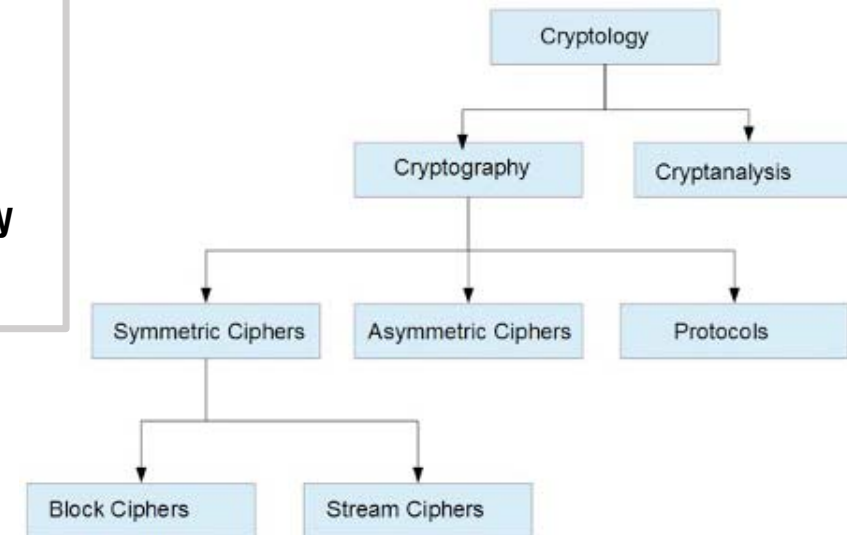 Cryptology
Cryptography
Cryptanalysis
y
Symmetric Ciphers
Asymmetric Ciphers
Protocols
Block Ciphers
Stream Ciphers